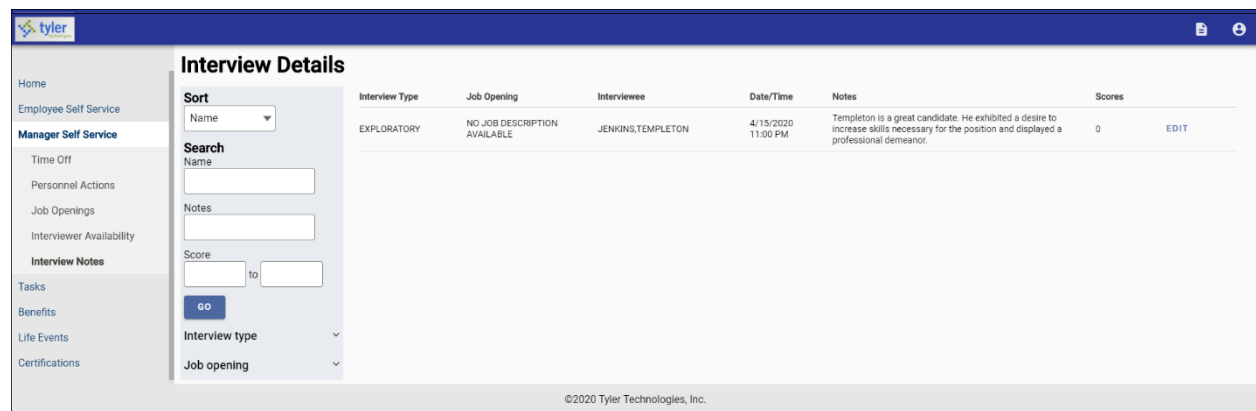 tyler
Interview Details
Home
Employee Self Service
Manager Self Service
Time Off
Personnel Actions
Job Openings
Interviewer Availability
Interview Notes
Tasks
Benefits
Life Events
Certifications
Sort
Name
Search
Name
Notes
Score
to
GO
Interview type
Job opening
Interview Type Job Opening Interviewee Date/Time Notes Scores
EXPLORATORY
NO JOB DESCRIPTION
AVAILABLE
JENKINS,TEMPLETON
4/15/2020
11:00 PM
Templeton is a great candidate. He exhibited a desire to
increase skills necessary for the position and displayed a
professional demeanor.
0
EDIT
©2020 Tyler Technologies, Inc.